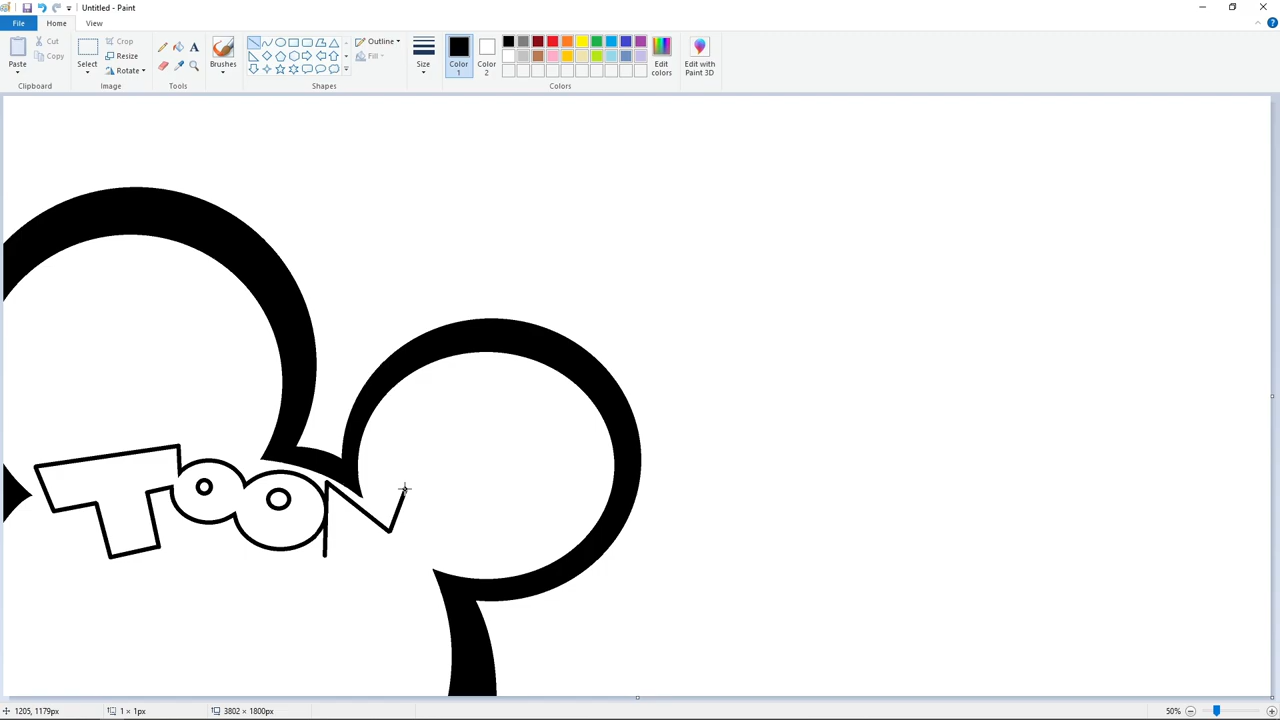 Untitled - Paint
File Home View
Paste
Cut
Copy
Clipboard
Select
Crop
Resize
Rotate
Image
Tools
Brushes
Shapes
Outline
Fill
Size
Color 1
Color 2
Colors
Edit colors
Edit with Paint 3D
TOON
1205, 1179px
1 × 1px
3802 × 1800px
50%